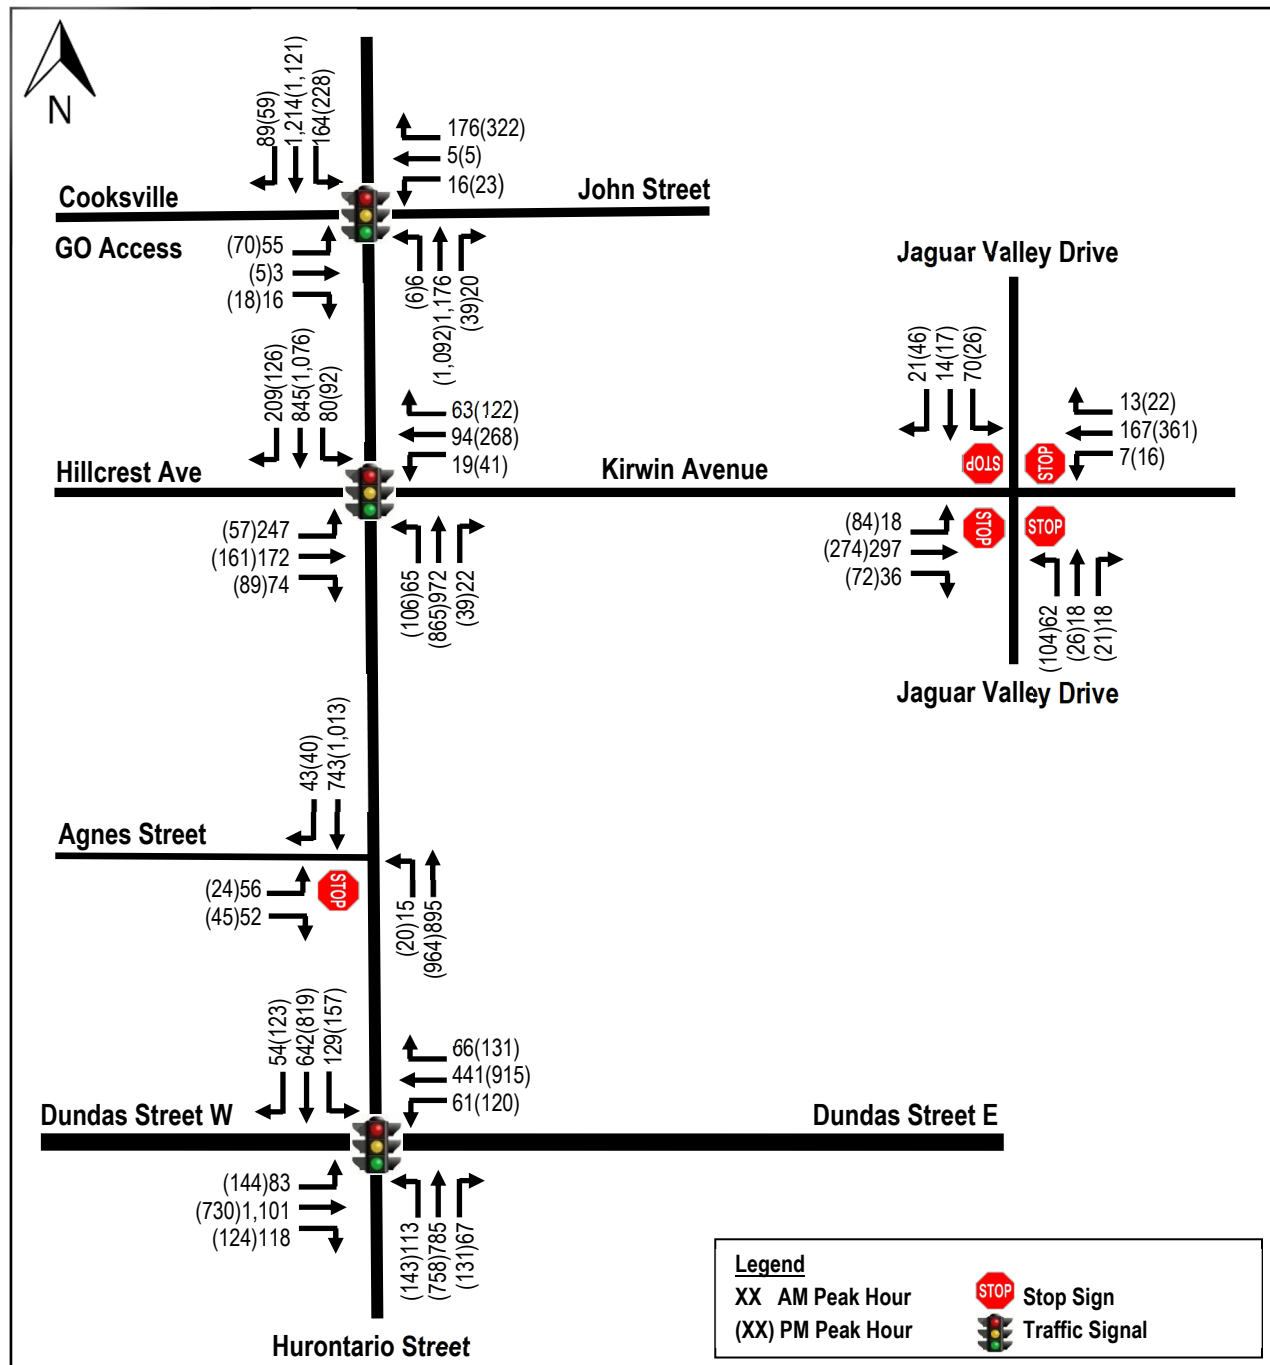 N
89(59)
1,214(1,121)
164(228)
176(322)
5(5)
16(23)
Cooksville
GO Access
John Street
(70)55
(5)3
(18)16
(6)6
(1,092)1,176
(39)20
209(126)
845(1,076)
80(92)
63(122)
94(268)
19(41)
Hillcrest Ave
Kirwin Avenue
(57)247
(161)172
(89)74
(106)65
(865)972
(39)22
Jaguar Valley Drive
21(46)
14(17)
70(26)
13(22)
167(361)
7(16)
STOP
STOP
STOP
STOP
(84)18
(274)297
(72)36
(104)62
(26)18
(21)18
Jaguar Valley Drive
43(40)
743(1,013)
Agnes Street
(24)56
(45)52
STOP
(20)15
(964)895
54(123)
642(819)
129(157)
66(131)
441(915)
61(120)
Dundas Street W
Dundas Street E
(144)83
(730)1,101
(124)118
(143)113
(758)785
(131)67
Hurontario Street
Legend
XX AM Peak Hour
(XX) PM Peak Hour
STOP Stop Sign
Traffic Signal